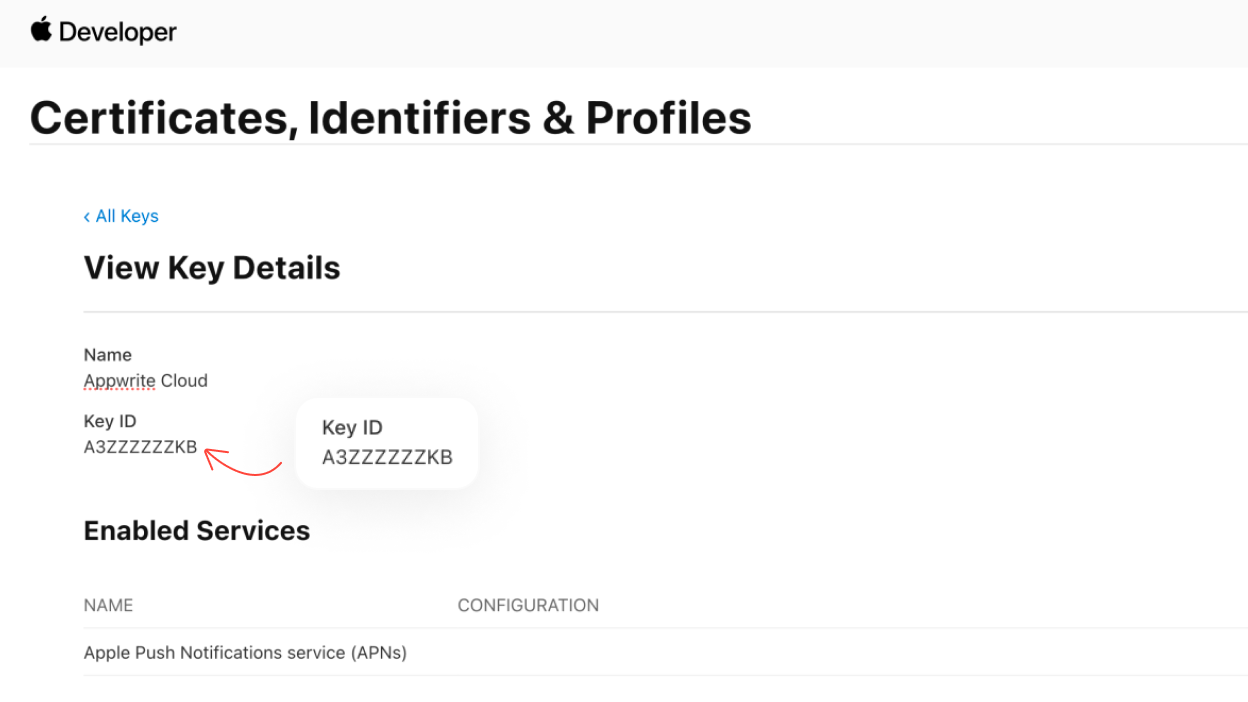 Developer
Certificates, Identifiers & Profiles
‹ All Keys
View Key Details
Name
Appwrite Cloud
Key ID
A3ZZZZZZKB
Key ID
A3ZZZZZZKB
Enabled Services
NAME CONFIGURATION
Apple Push Notifications service (APNs)